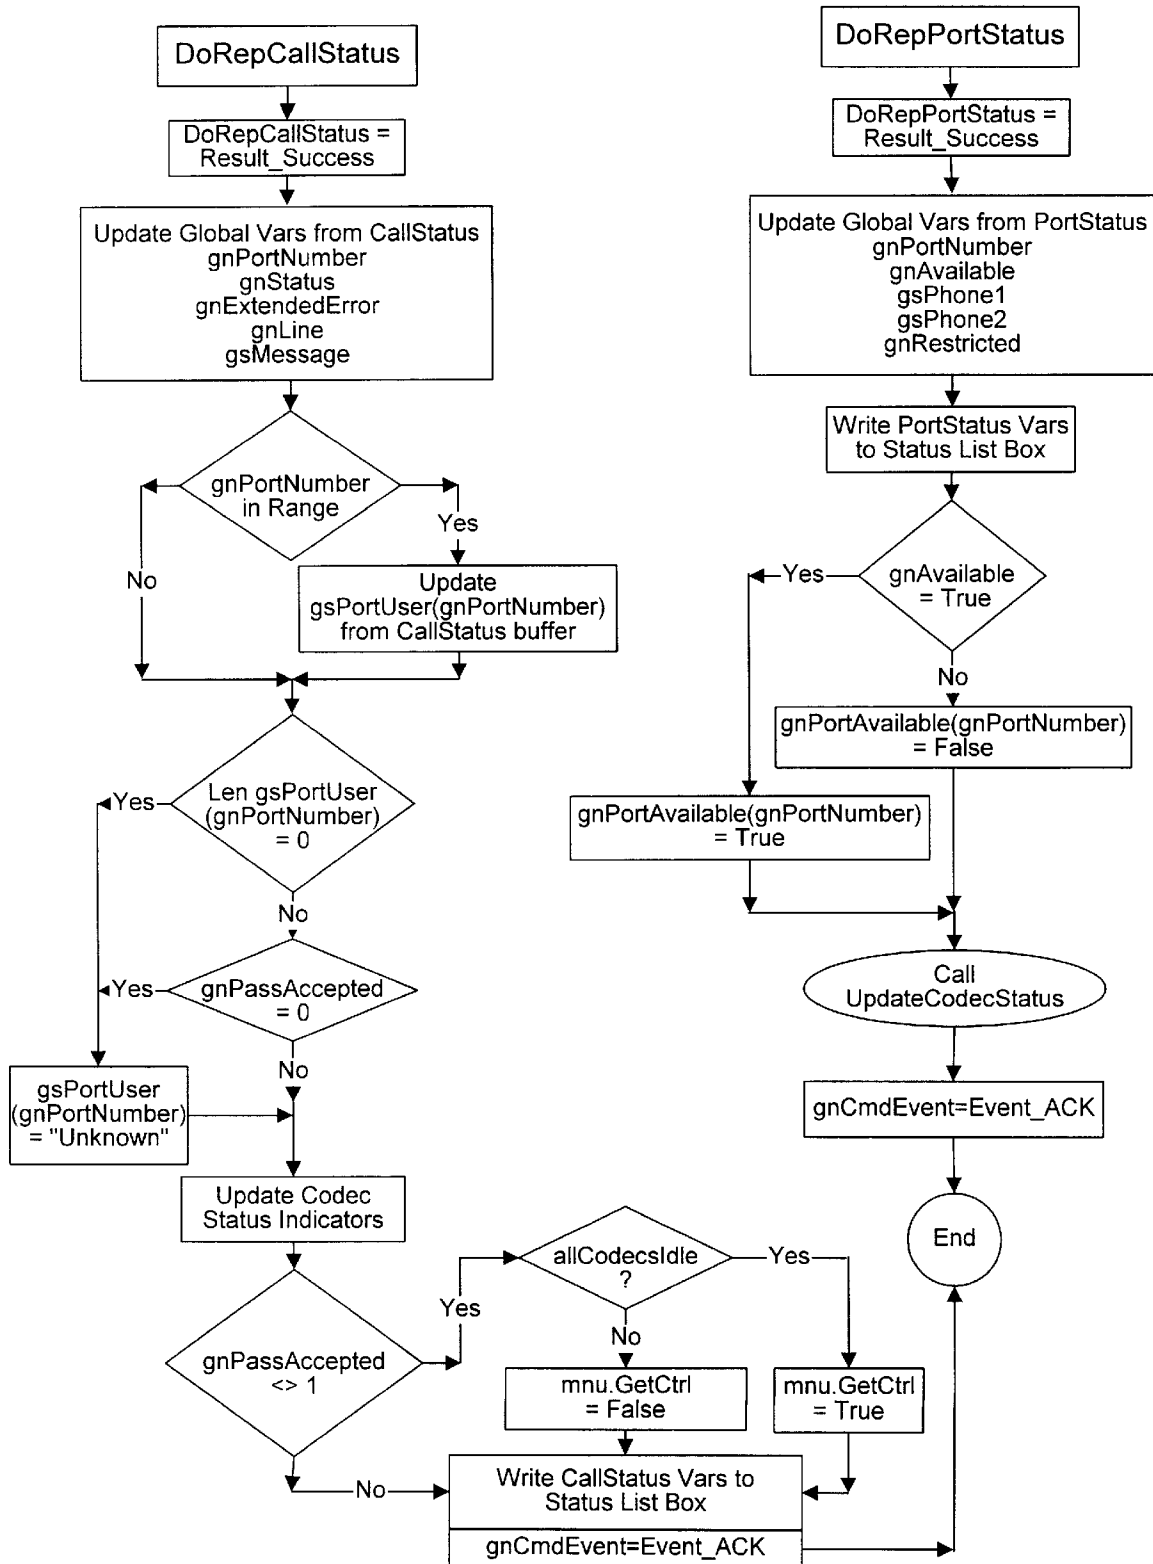 DoRepCallStatus
DoRepCallStatus =
Result_Success
Update Global Vars from CallStatus
gnPortNumber
gnStatus
gnExtendedError
gnLine
gsMessage
gnPortNumber
in Range
Yes
No
Update
gsPortUser(gnPortNumber)
from CallStatus buffer
Len gsPortUser
(gnPortNumber)
= 0
Yes
No
gnPassAccepted
= 0
Yes
No
gsPortUser
(gnPortNumber)
= "Unknown"
Update Codec
Status Indicators
gnPassAccepted
<> 1
Yes
No
allCodecsIdle
?
Yes
No
mnu.GetCtrl
= False
mnu.GetCtrl
= True
Write CallStatus Vars to
Status List Box
gnCmdEvent=Event_ACK
DoRepPortStatus
DoRepPortStatus =
Result_Success
Update Global Vars from PortStatus
gnPortNumber
gnAvailable
gsPhone1
gsPhone2
gnRestricted
Write PortStatus Vars
to Status List Box
gnAvailable
= True
Yes
No
gnPortAvailable(gnPortNumber)
= False
gnPortAvailable(gnPortNumber)
= True
Call
UpdateCodecStatus
gnCmdEvent=Event_ACK
End